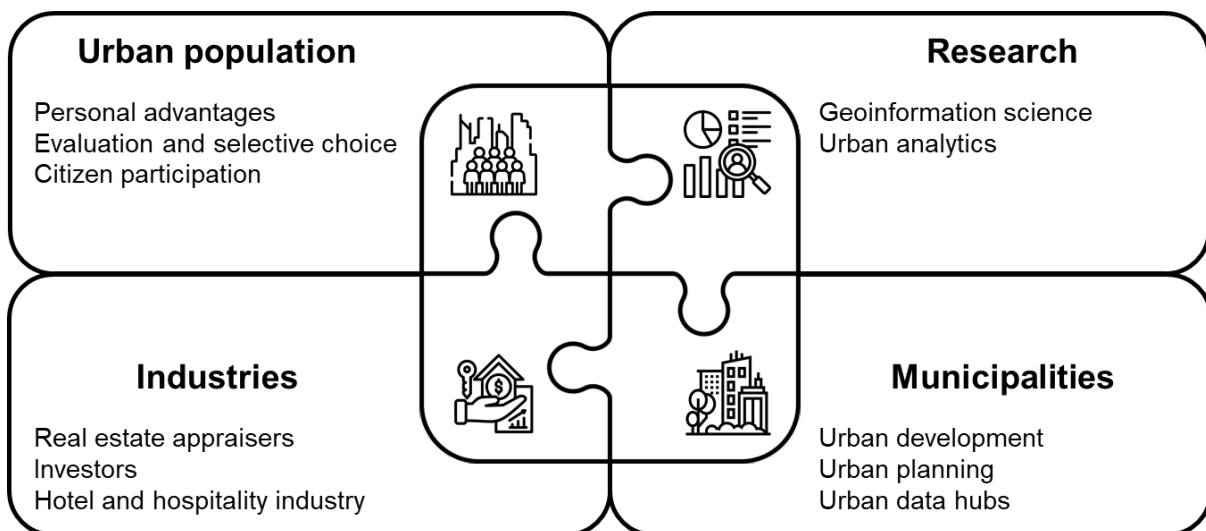 Urban population
Personal advantages
Evaluation and selective choice
Citizen participation
Research
Geoinformation science
Urban analytics
Industries
Real estate appraisers
Investors
Hotel and hospitality industry
Municipalities
Urban development
Urban planning
Urban data hubs
$